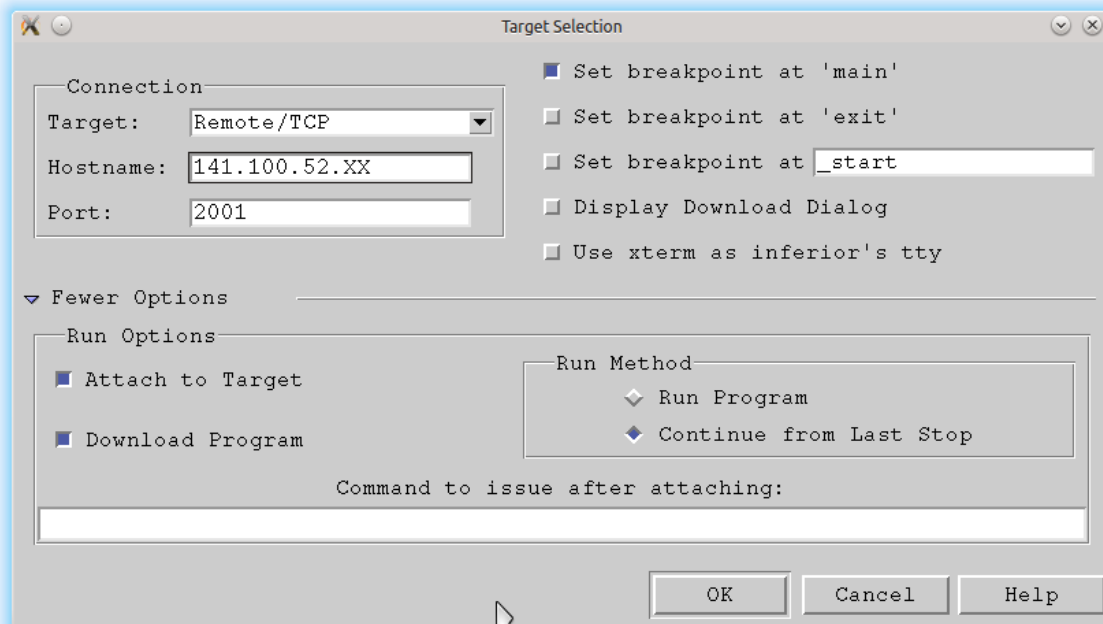 Target Selection
Connection
Target: Remote/TCP
Hostname: 141.100.52.XX
Port: 2001
Set breakpoint at 'main'
Set breakpoint at 'exit'
Set breakpoint at _start
Display Download Dialog
Use xterm as inferior's tty
Fewer Options
Run Options
Attach to Target
Download Program
Run Method
Run Program
Continue from Last Stop
Command to issue after attaching:
OK Cancel Help